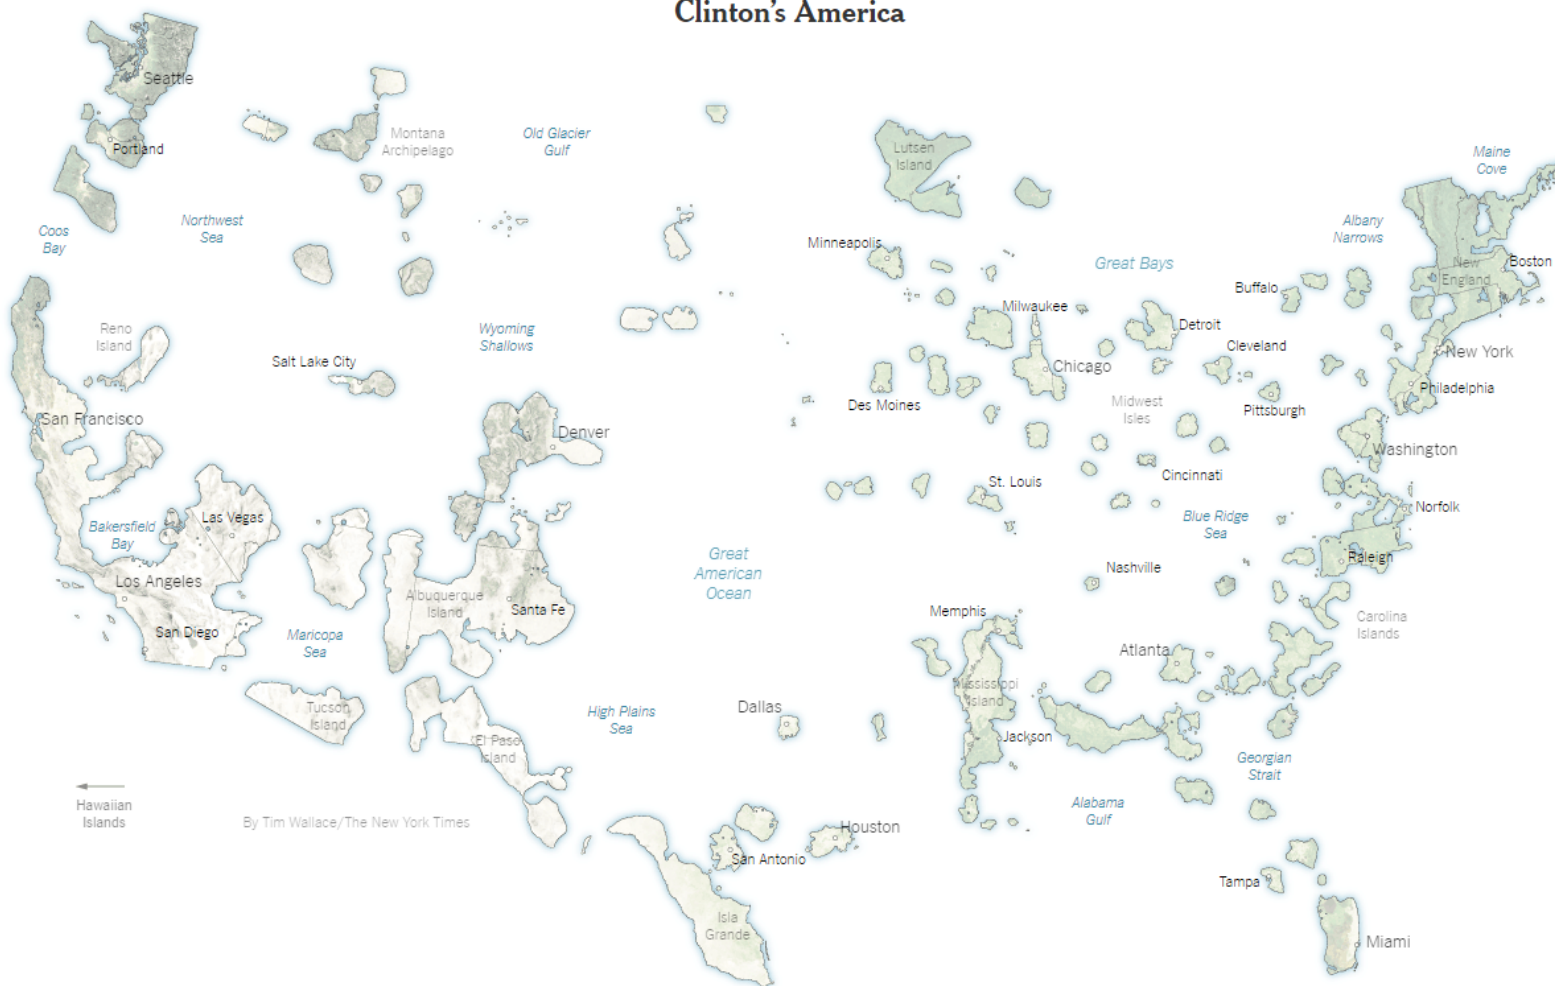 Clinton's America
Seattle
Portland
Montana
Archipelago
Old Glacier
Gulf
Lutsen
Island
Maine
Cove
Coos
Bay
Northwest
Sea
Albany
Narrows
Minneapolis
Great Bays
New
England
Boston
Buffalo
Milwaukee
Reno
Island
Wyoming
Shallows
Detroit
Cleveland
New York
Salt Lake City
Chicago
Philadelphia
Des Moines
Midwest
Isles
Pittsburgh
San Francisco
Denver
Washington
Cincinnati
St. Louis
Norfolk
Las Vegas
Bakersfield
Bay
Blue Ridge
Sea
Great
American
Ocean
Raleigh
Nashville
Los Angeles
Albuquerque
Island
Santa Fe
Memphis
Carolina
Islands
San Diego
Maricopa
Sea
Atlanta
Mississippi
Island
Tucson
Island
High Plains
Sea
Dallas
Jackson
El Paso
Island
Georgian
Strait
Hawaiian
Islands
By Tim Wallace/The New York Times
Alabama
Gulf
Houston
San Antonio
Tampa
Isla
Grande
Miami